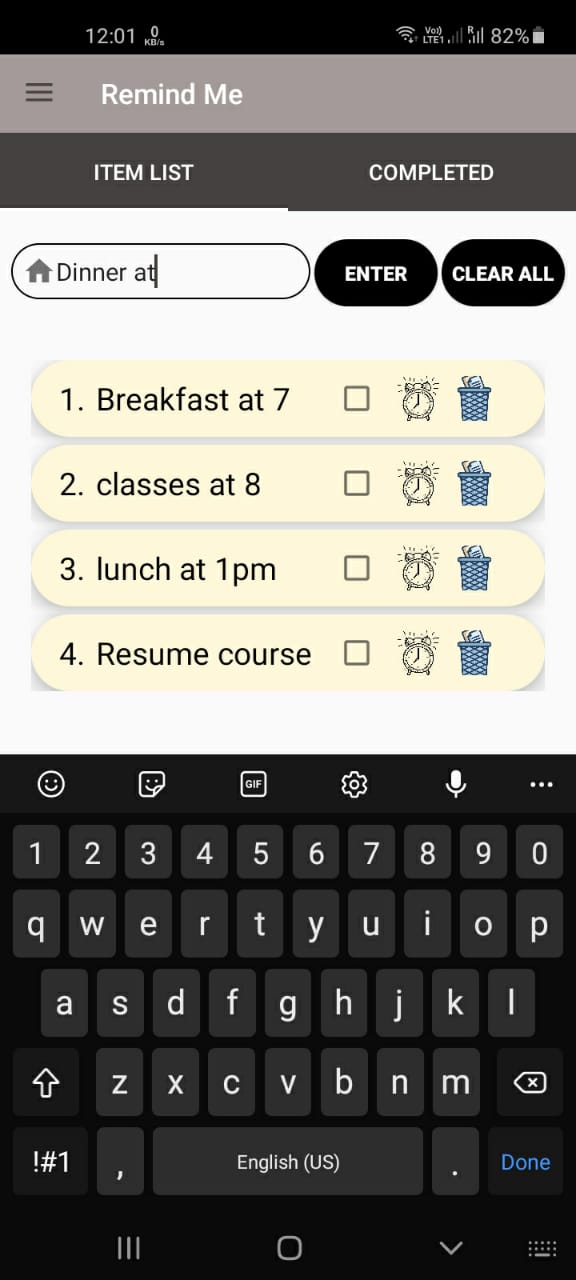 12:01 0 KB/s Vo) LTE1 R 82%
Remind Me
ITEM LIST COMPLETED
Dinner at ENTER CLEAR ALL
1. Breakfast at 7
2. classes at 8
3. lunch at 1pm
4. Resume course
GIF
1 2 3 4 5 6 7 8 9 0
q w e r t y u i o p
a s d f g h j k l
z x c v b n m
!#1 , English (US) . Done